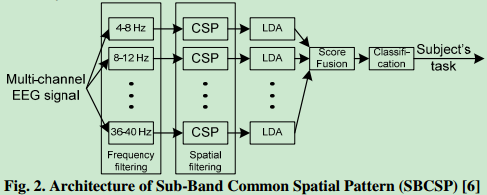 4-8 Hz
CSP
LDA
8-12 Hz
CSP
LDA
Score
Fusion
Classifi-
cation
Subject's
task
Multi-channel
EEG signal
36-40 Hz
CSP
LDA
Frequency
filtering
Spatial
filtering
Fig. 2. Architecture of Sub-Band Common Spatial Pattern (SBCSP) [6]